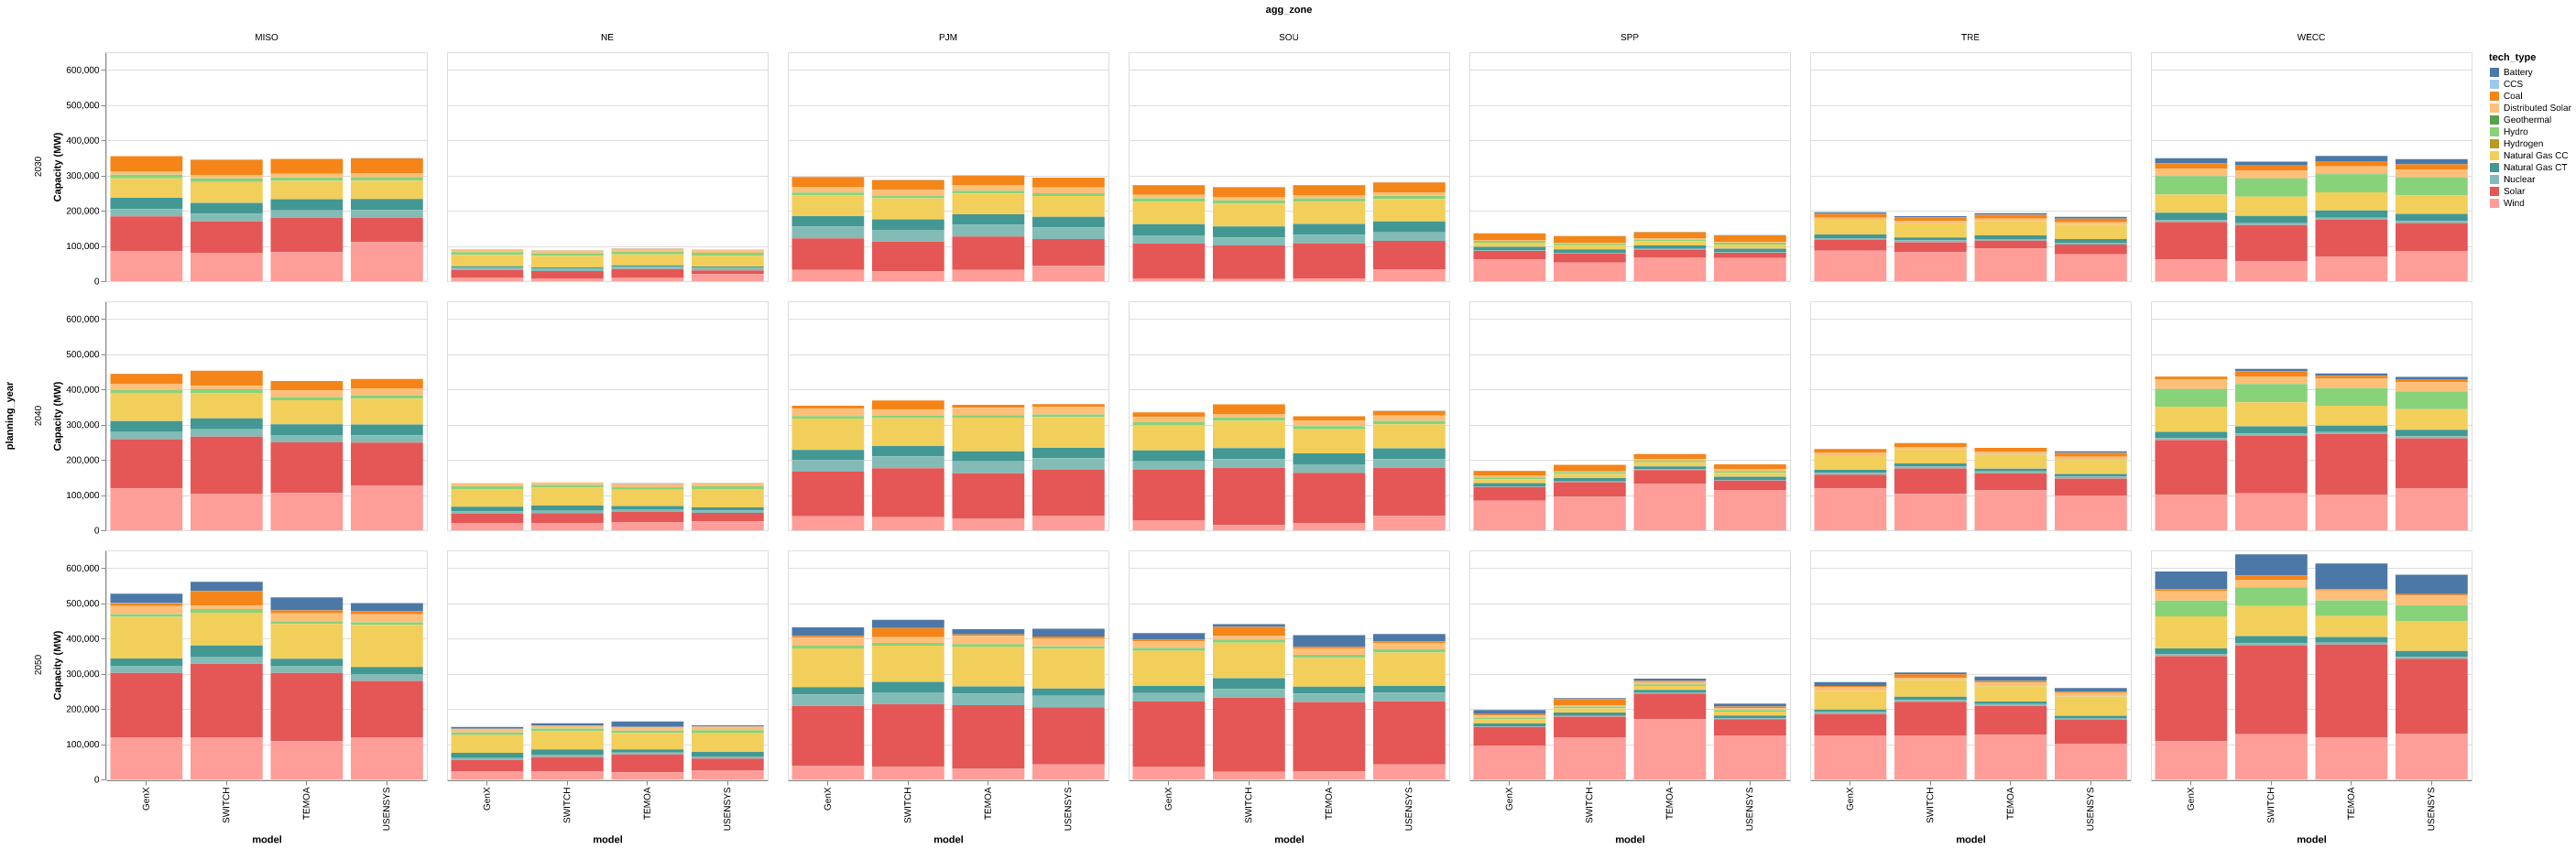 agg_zone
MISO NE PJM SOU SPP TRE WECC
tech_type
Battery
CCS
Coal
Distributed Solar
Geothermal
Hydro
Hydrogen
Natural Gas CC
Natural Gas CT
Nuclear
Solar
Wind
planning_year
2030
Capacity (MW)
600,000
500,000
400,000
300,000
200,000
100,000
0
2040
Capacity (MW)
600,000
500,000
400,000
300,000
200,000
100,000
0
2050
Capacity (MW)
600,000
500,000
400,000
300,000
200,000
100,000
0
GenX SWITCH TEMOA USENSYS GenX SWITCH TEMOA USENSYS GenX SWITCH TEMOA USENSYS GenX SWITCH TEMOA USENSYS GenX SWITCH TEMOA USENSYS GenX SWITCH TEMOA USENSYS GenX SWITCH TEMOA USENSYS
model model model model model model model